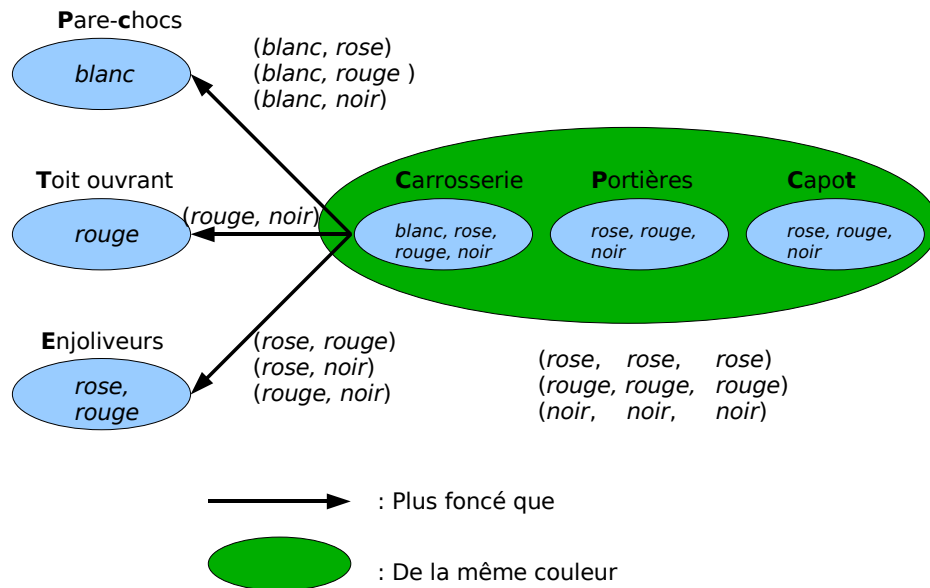 Pare-chocs
blanc
(blanc, rose)
(blanc, rouge )
(blanc, noir)
Toit ouvrant
rouge
(rouge, noir)
Carrosserie
blanc, rose,
rouge, noir
Portières
rose, rouge,
noir
Capot
rose, rouge,
noir
Enjoliveurs
rose,
rouge
(rose, rouge)
(rose, noir)
(rouge, noir)
(rose, rose, rose)
(rouge, rouge, rouge)
(noir, noir, noir)
: Plus foncé que
: De la même couleur